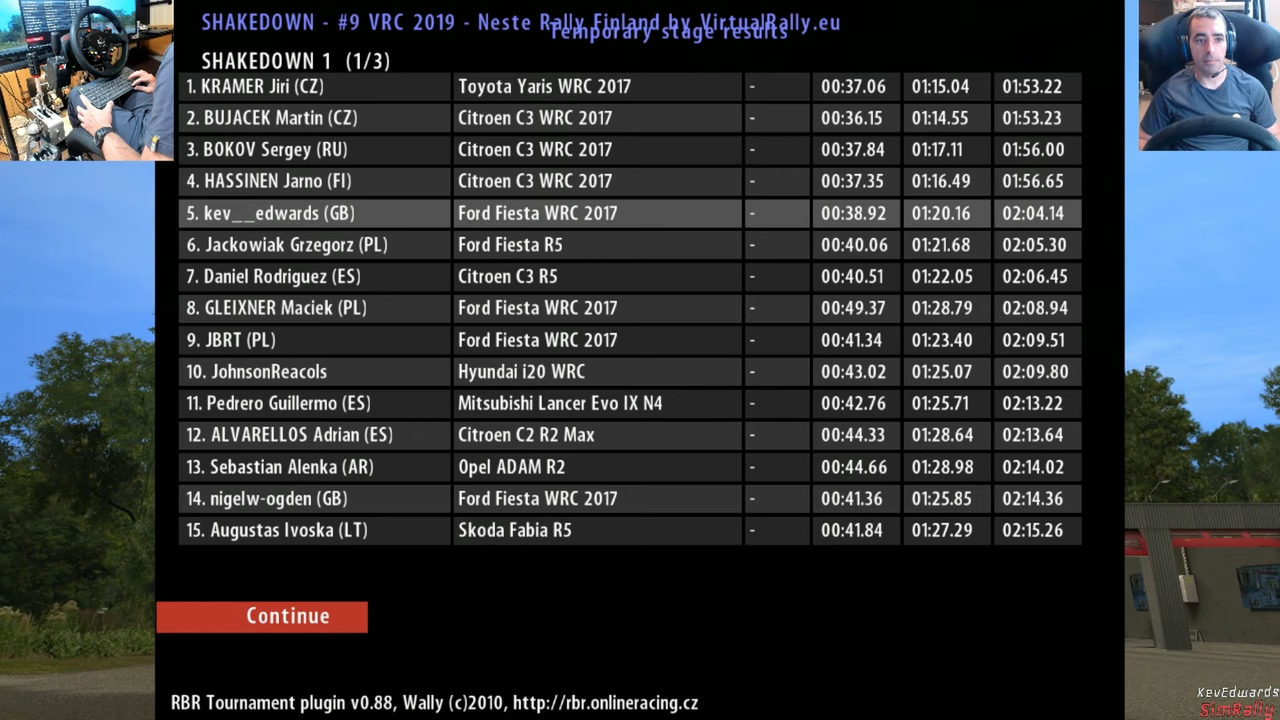 SHAKEDOWN - #9 VRC 2019 - Neste Rally Finland by VirtualRally.eu
Temporary stage results
SHAKEDOWN 1 (1/3)
1. KRAMER Jiri (CZ) Toyota Yaris WRC 2017 - 00:37.06 01:15.04 01:53.22
2. BUJACEK Martin (CZ) Citroen C3 WRC 2017 - 00:36.15 01:14.55 01:53.23
3. BOKOV Sergey (RU) Citroen C3 WRC 2017 - 00:37.84 01:17.11 01:56.00
4. HASSINEN Jarno (FI) Citroen C3 WRC 2017 - 00:37.35 01:16.49 01:56.65
5. kev__edwards (GB) Ford Fiesta WRC 2017 - 00:38.92 01:20.16 02:04.14
6. Jackowiak Grzegorz (PL) Ford Fiesta R5 - 00:40.06 01:21.68 02:05.30
7. Daniel Rodriguez (ES) Citroen C3 R5 - 00:40.51 01:22.05 02:06.45
8. GLEIXNER Maciek (PL) Ford Fiesta WRC 2017 - 00:49.37 01:28.79 02:08.94
9. JBRT (PL) Ford Fiesta WRC 2017 - 00:41.34 01:23.40 02:09.51
10. JohnsonReacols Hyundai i20 WRC - 00:43.02 01:25.07 02:09.80
11. Pedrero Guillermo (ES) Mitsubishi Lancer Evo IX N4 - 00:42.76 01:25.71 02:13.22
12. ALVARELLOS Adrian (ES) Citroen C2 R2 Max - 00:44.33 01:28.64 02:13.64
13. Sebastian Alenka (AR) Opel ADAM R2 - 00:44.66 01:28.98 02:14.02
14. nigelw-ogden (GB) Ford Fiesta WRC 2017 - 00:41.36 01:25.85 02:14.36
15. Augustas Ivoska (LT) Skoda Fabia R5 - 00:41.84 01:27.29 02:15.26
Continue
RBR Tournament plugin v0.88, Wally (c)2010, http://rbr.onlineracing.cz
KevEdwards
SimRally